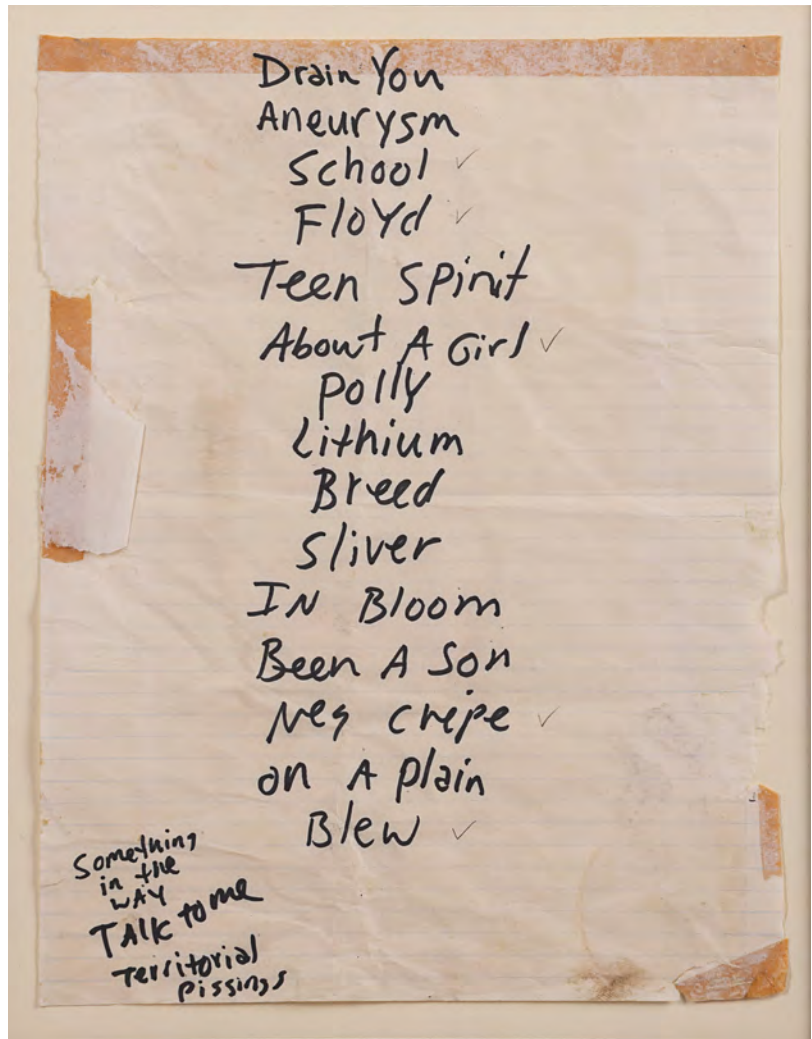 Drain You
Aneurysm
School ✓
Floyd ✓
Teen Spirit
About A Girl ✓
Polly
Lithium
Breed
Sliver
IN Bloom
Been A Son
Neg crepe ✓
on A plain
Blew ✓
Something
in the
WAY
TALK to me
Territorial
Pissings